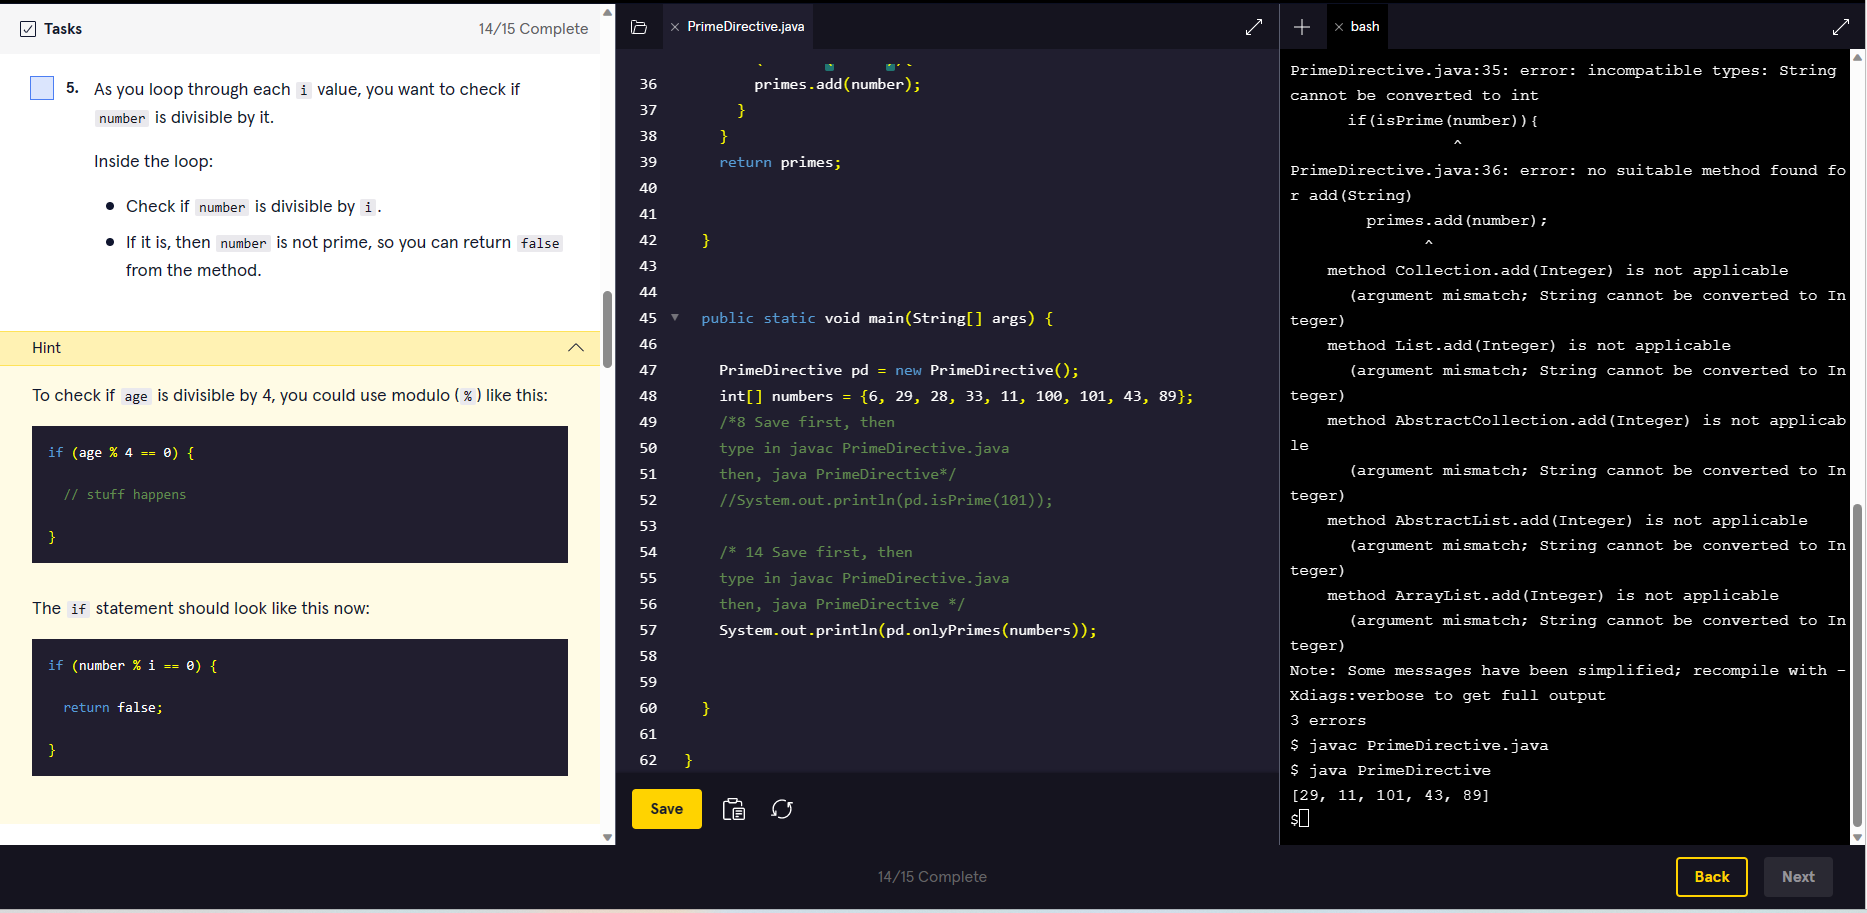 Tasks
14/15 Complete
5. As you loop through each i value, you want to check if
number is divisible by it.
Inside the loop:
Check if number is divisible by i.
If it is, then number is not prime, so you can return false
from the method.
Hint
To check if age is divisible by 4, you could use modulo (%) like this:
if (age % 4 == 0) {
// stuff happens
}
The if statement should look like this now:
if (number % i == 0) {
return false;
}
PrimeDirective.java
36 primes.add(number);
37 }
38 }
39 return primes;
40
41
42 }
43
44
45 public static void main(String[] args) {
46
47 PrimeDirective pd = new PrimeDirective();
48 int[] numbers = {6, 29, 28, 33, 11, 100, 101, 43, 89};
49 /*8 Save first, then
50 type in javac PrimeDirective.java
51 then, java PrimeDirective*/
52 //System.out.println(pd.isPrime(101));
53
54 /* 14 Save first, then
55 type in javac PrimeDirective.java
56 then, java PrimeDirective */
57 System.out.println(pd.onlyPrimes(numbers));
58
59
60 }
61
62 }
Save
bash
PrimeDirective.java:35: error: incompatible types: String
cannot be converted to int
if(isPrime(number)){
^
PrimeDirective.java:36: error: no suitable method found fo
r add(String)
primes.add(number);
^
method Collection.add(Integer) is not applicable
(argument mismatch; String cannot be converted to In
teger)
method List.add(Integer) is not applicable
(argument mismatch; String cannot be converted to In
teger)
method AbstractCollection.add(Integer) is not applicab
le
(argument mismatch; String cannot be converted to In
teger)
method AbstractList.add(Integer) is not applicable
(argument mismatch; String cannot be converted to In
teger)
method ArrayList.add(Integer) is not applicable
(argument mismatch; String cannot be converted to In
teger)
Note: Some messages have been simplified; recompile with -
Xdiags:verbose to get full output
3 errors
$ javac PrimeDirective.java
$ java PrimeDirective
[29, 11, 101, 43, 89]
$
14/15 Complete
Back
Next